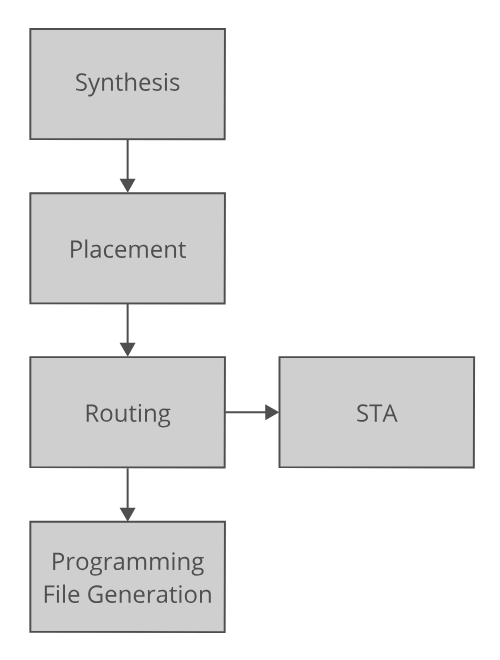 Synthesis
Placement
Routing
STA
Programming
File Generation